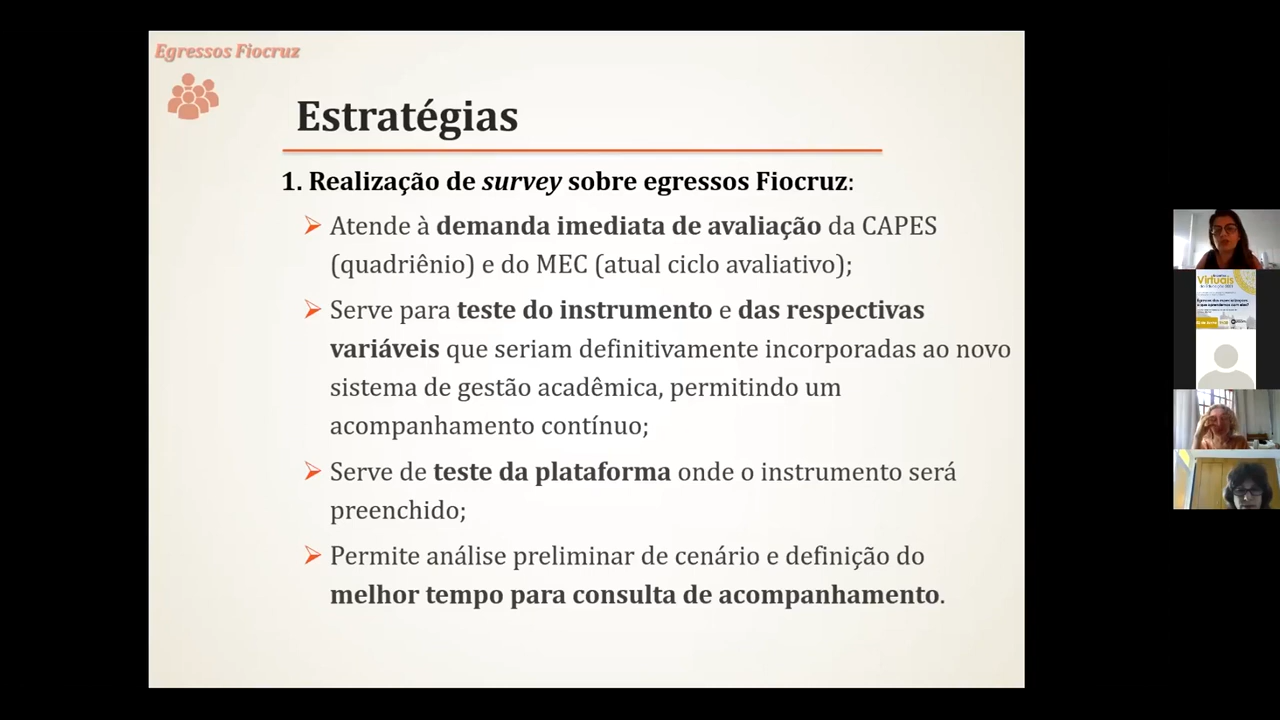 Egressos Fiocruz
Estratégias
1. Realização de survey sobre egressos Fiocruz:
Atende à demanda imediata de avaliação da CAPES
(quadriênio) e do MEC (atual ciclo avaliativo);
Serve para teste do instrumento e das respectivas
variáveis que seriam definitivamente incorporadas ao novo
sistema de gestão acadêmica, permitindo um
acompanhamento contínuo;
Serve de teste da plataforma onde o instrumento será
preenchido;
Permite análise preliminar de cenário e definição do
melhor tempo para consulta de acompanhamento.
Virtuais